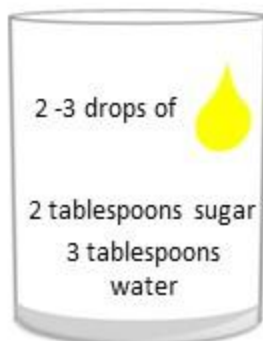 2 -3 drops of
2 tablespoons sugar
3 tablespoons
water